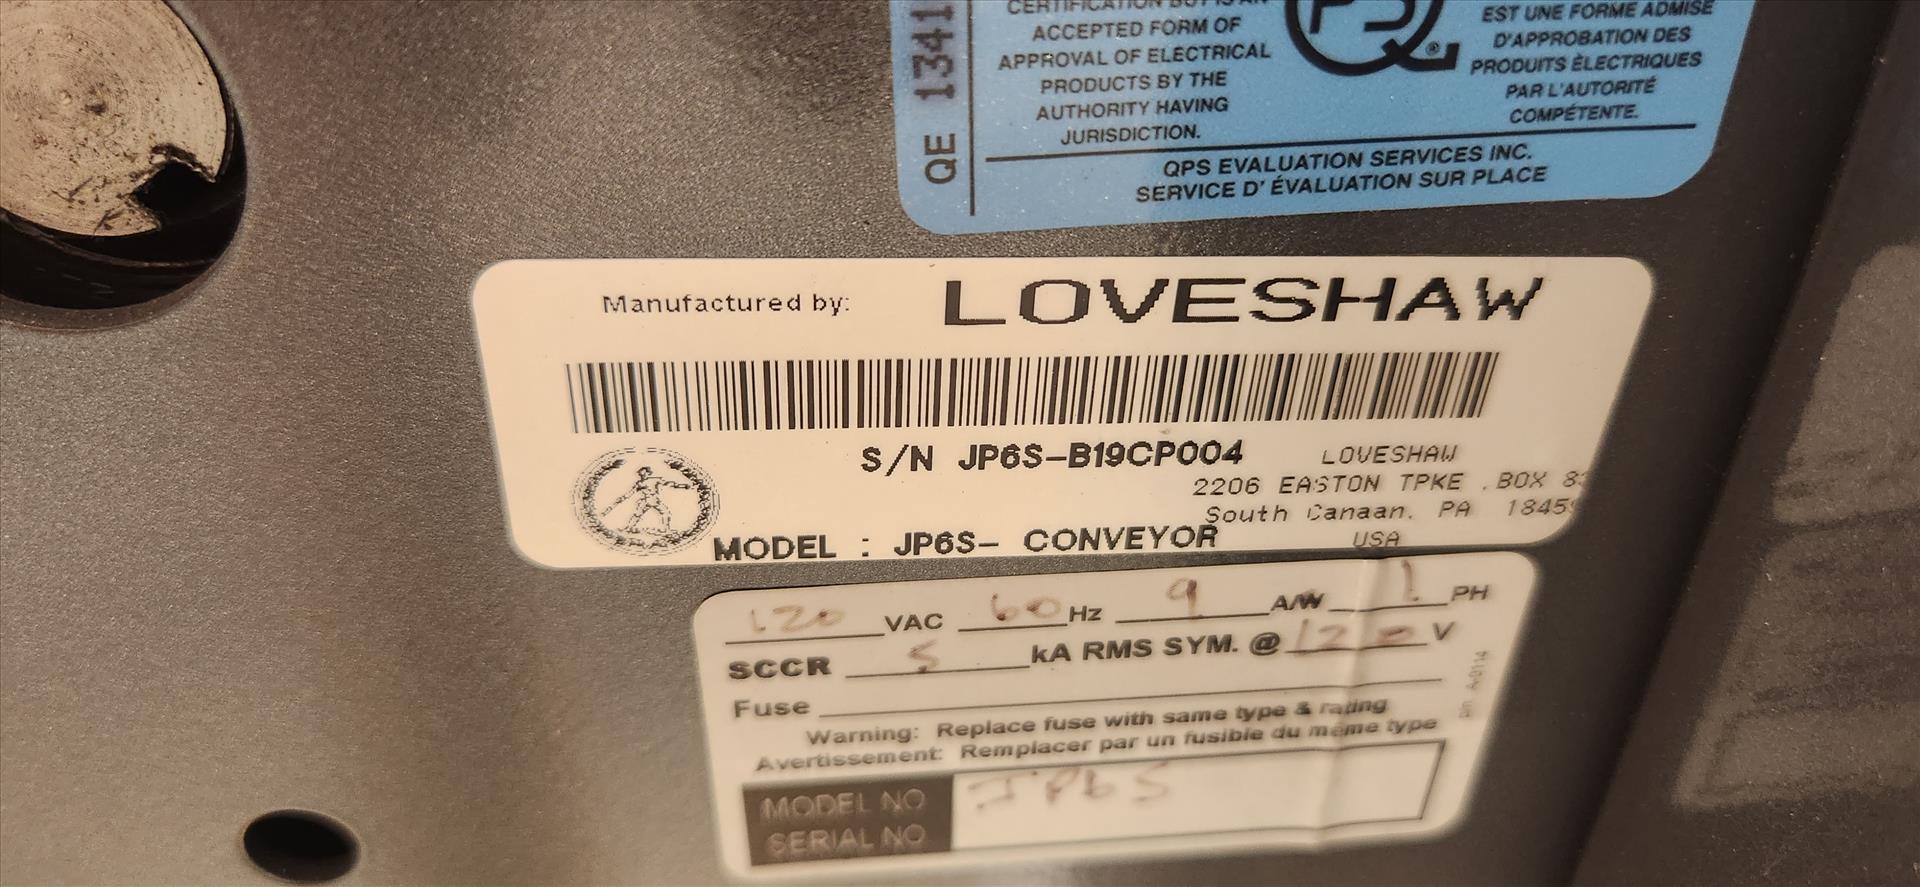 CERTIFICATION BUT IS AN
ACCEPTED FORM OF
APPROVAL OF ELECTRICAL
PRODUCTS BY THE
AUTHORITY HAVING
JURISDICTION.
EST UNE FORME ADMISE
D'APPROBATION DES
PRODUITS ÉLECTRIQUES
PAR L'AUTORITÉ
COMPÉTENTE.
QE 1341
QPS EVALUATION SERVICES INC.
SERVICE D' ÉVALUATION SUR PLACE
Manufactured by: LOVESHAW
S/N JP6S-B19CP004
LOVESHAW
2206 EASTON TPKE .BOX 83
South Canaan. PA 1845
USA
MODEL : JP6S- CONVEYOR
120 VAC 60 Hz 9 A/W 1 PH
SCCR 5 kA RMS SYM. @ 120 V
Fuse
Warning: Replace fuse with same type & rating
Avertissement: Remplacer par un fusible du même type
MODEL NO JP6S
SERIAL NO